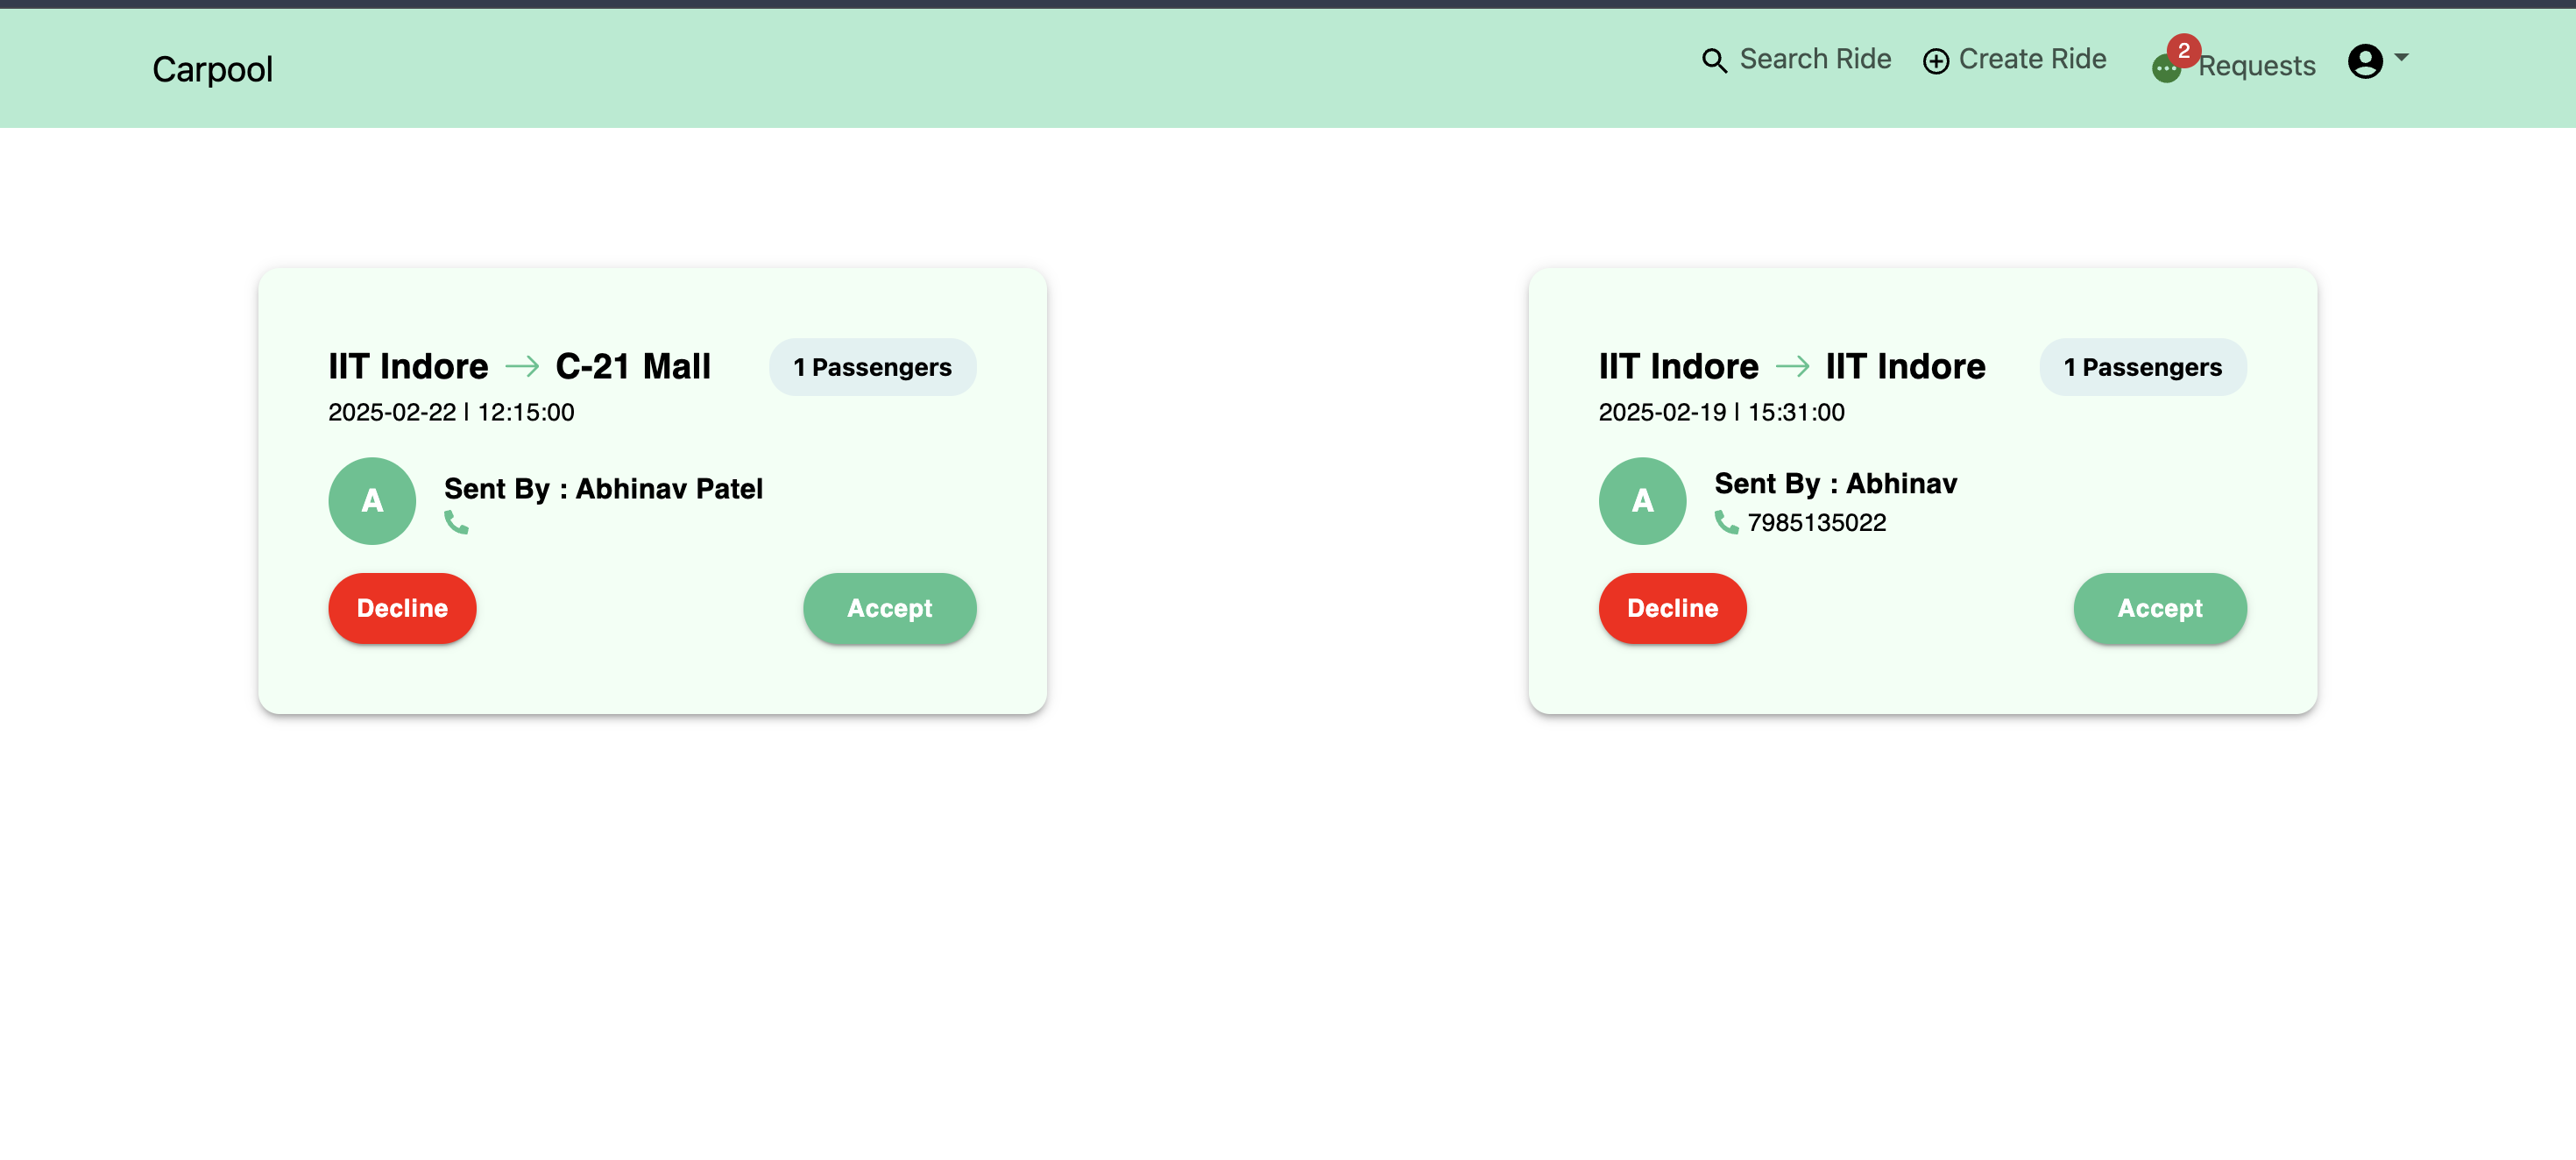 Carpool
Search Ride
Create Ride
2
Requests
IIT Indore → C-21 Mall
1 Passengers
2025-02-22 | 12:15:00
A
Sent By : Abhinav Patel
Decline
Accept
IIT Indore → IIT Indore
1 Passengers
2025-02-19 | 15:31:00
A
Sent By : Abhinav
7985135022
Decline
Accept